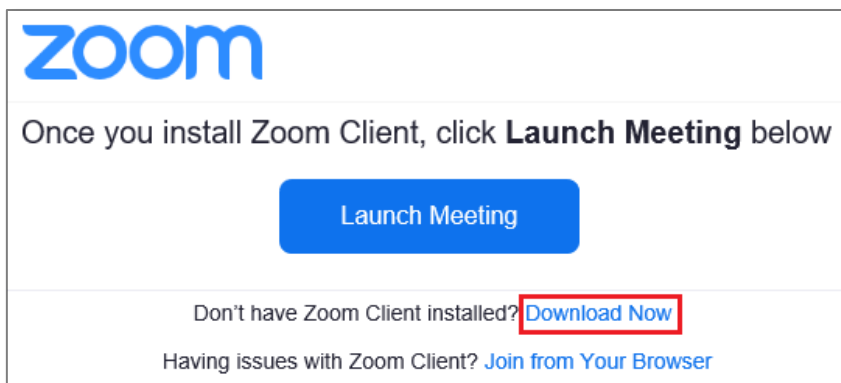 zoom
Once you install Zoom Client, click Launch Meeting below
Launch Meeting
Don't have Zoom Client installed? Download Now
Having issues with Zoom Client? Join from Your Browser